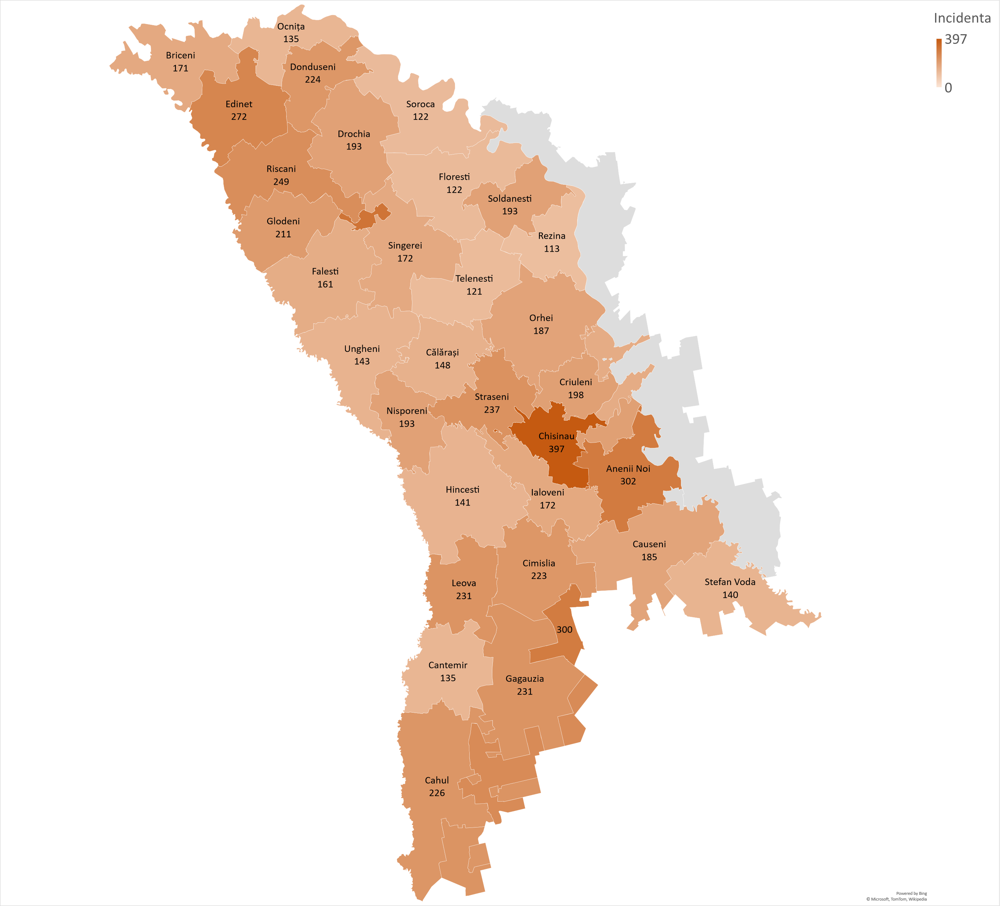 Incidenta
397
0
Ocnița
135
Briceni
171
Donduseni
224
Edinet
272
Soroca
122
Drochia
193
Riscani
249
Floresti
122
Soldanesti
193
Glodeni
211
Rezina
113
Singerei
172
Falesti
161
Telenesti
121
Orhei
187
Ungheni
143
Călărași
148
Criuleni
198
Straseni
237
Nisporeni
193
Chisinau
397
Anenii Noi
302
Hincesti
141
Ialoveni
172
Causeni
185
Cimislia
223
Leova
231
Stefan Voda
140
300
Cantemir
135
Gagauzia
231
Cahul
226
Powered by Bing
© Microsoft, TomTom, Wikipedia